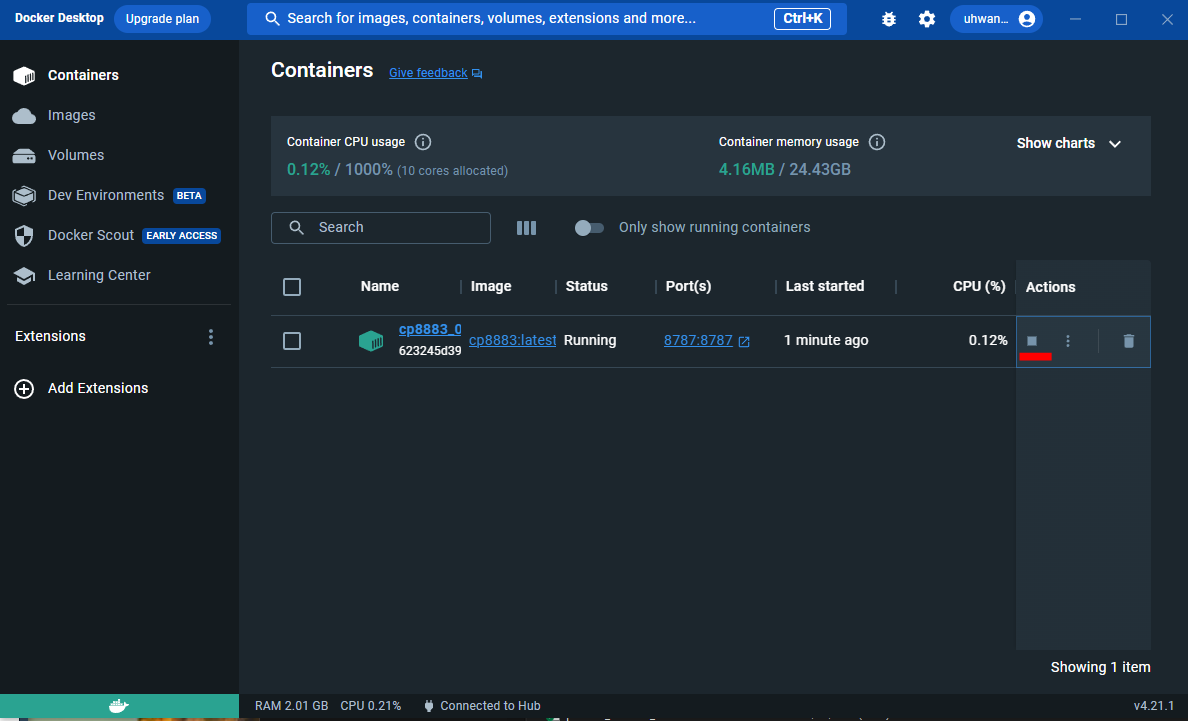 Docker Desktop
Upgrade plan
Search for images, containers, volumes, extensions and more...
Ctrl+K
uhwan...
Containers
Images
Volumes
Dev Environments BETA
Docker Scout EARLY ACCESS
Learning Center
Extensions
Add Extensions
Containers Give feedback
Container CPU usage
0.12% / 1000% (10 cores allocated)
Container memory usage
4.16MB / 24.43GB
Show charts
Search
Only show running containers
Name Image Status Port(s) Last started CPU (%) Actions
cp8883_0
623245d39
cp8883:latest Running 8787:8787 1 minute ago 0.12%
Showing 1 item
RAM 2.01 GB CPU 0.21% Connected to Hub v4.21.1